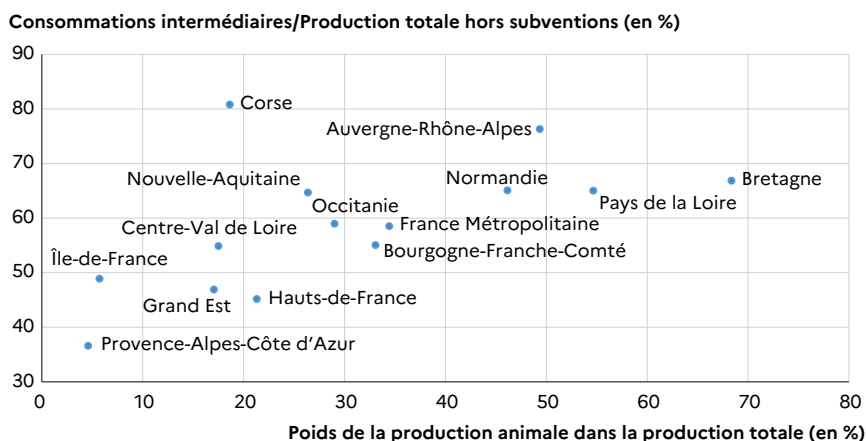 Consommations intermédiaires/Production totale hors subventions (en %)
90
80
70
60
50
40
30
Corse
Auvergne-Rhône-Alpes
Nouvelle-Aquitaine
Normandie
Bretagne
Occitanie
Pays de la Loire
Centre-Val de Loire
France Métropolitaine
Île-de-France
Bourgogne-Franche-Comté
Grand Est
Hauts-de-France
Provence-Alpes-Côte d’Azur
0 10 20 30 40 50 60 70 80
Poids de la production animale dans la production totale (en %)